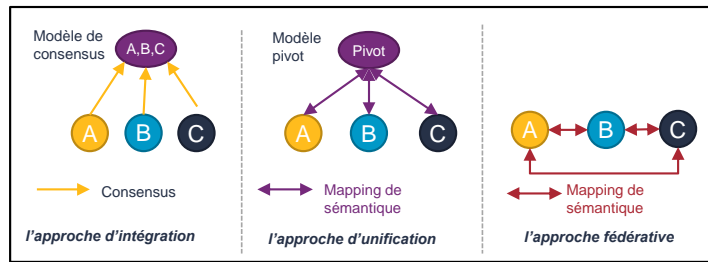 Modèle de
consensus
A,B,C
A
B
C
Consensus
l'approche d'intégration
Modèle
pivot
Pivot
A
B
C
Mapping de
sémantique
l'approche d'unification
A
B
C
Mapping de
sémantique
l'approche fédérative